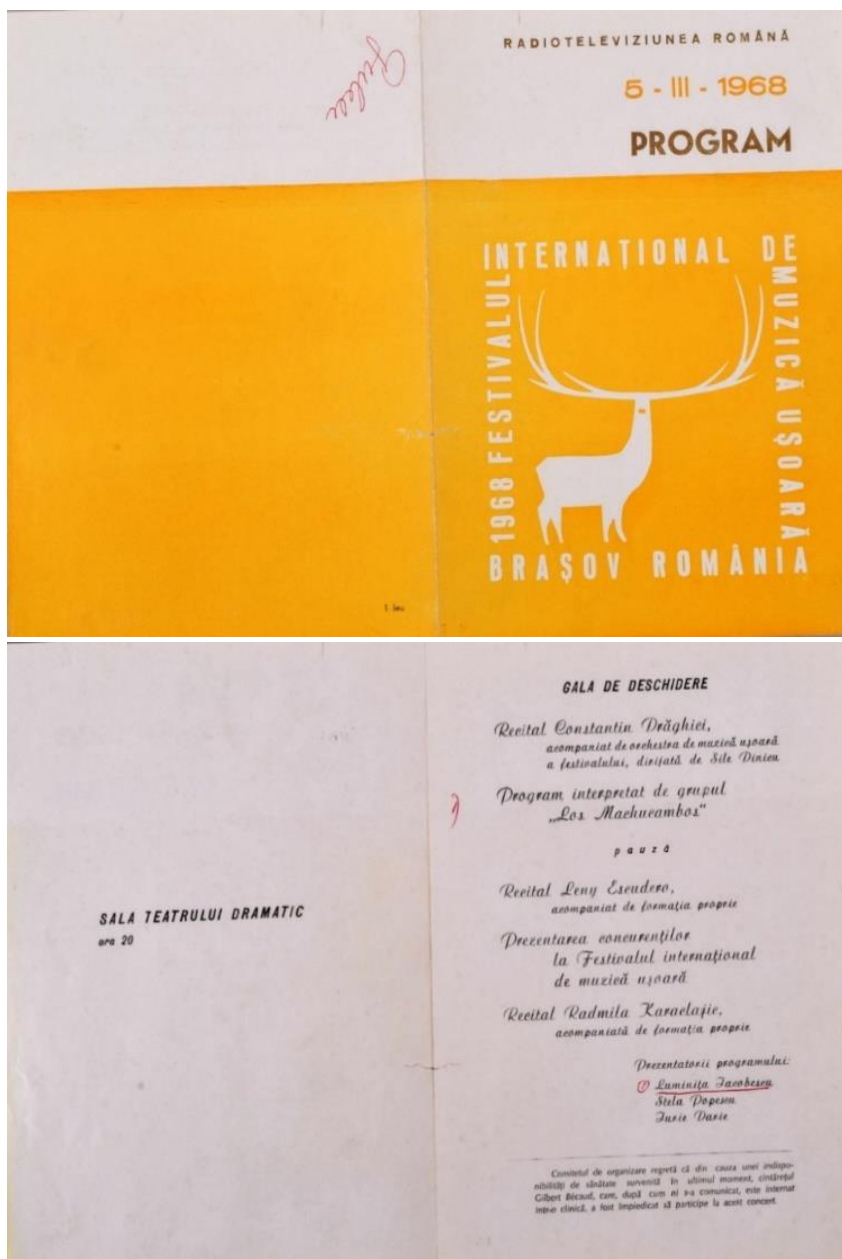 RADIOTELEVIZIUNEA ROMÂNĂ
5 - III - 1968
PROGRAM
1968 FESTIVALUL
INTERNAȚIONAL DE
MUZICĂ UȘOARĂ
BRAȘOV ROMÂNIA
SALA TEATRULUI DRAMATIC
ora 20
GALA DE DESCHIDERE
Recital Constantin Drăghici,
acompaniat de orchestra de muzică ușoară
a festivalului, dirijată de Sile Dinicu
Program interpretat de grupul
„Los Machucambos"
pauză
Recital Leny Escudero,
acompaniat de formația proprie
Prezentarea concurenților
la Festivalul internațional
de muzică ușoară
Recital Radmila Karaclajic,
acompaniată de formația proprie
Prezentatorii programului:
Luminița Iacobescu
Stela Popescu
Iurie Darie
Comitetul de organizare regretă că din cauza unei indispo-
nibilități de sănătate survenită în ultimul moment, cîntărețul
Gilbert Bécaud, care, după cum ni s-a comunicat, este internat
într-o clinică, a fost împiedicat să participe la acest concert.